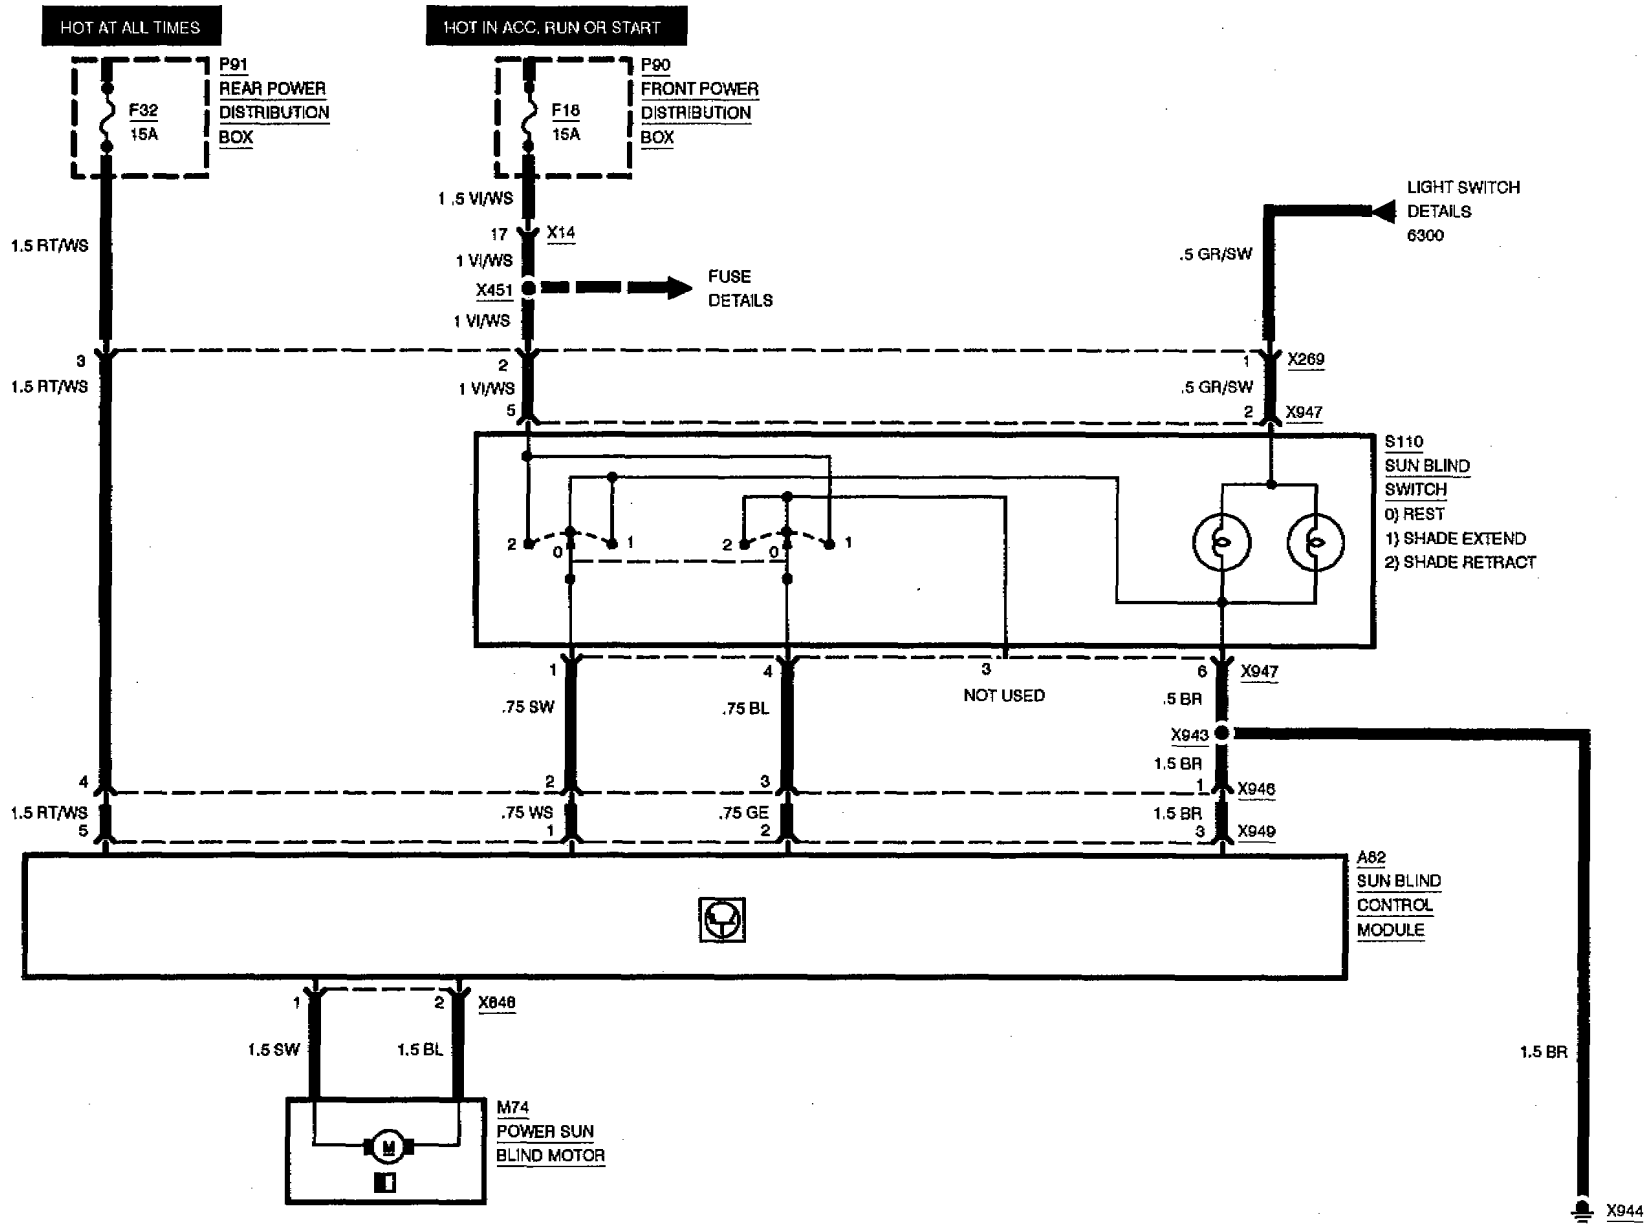 HOT AT ALL TIMES
HOT IN ACC, RUN OR START
P91
REAR POWER
DISTRIBUTION
BOX
F32
15A
P90
FRONT POWER
DISTRIBUTION
BOX
F18
15A
1.5 VI/WS
17
X14
1.5 RT/WS
1 VI/WS
X451
FUSE
DETAILS
1 VI/WS
LIGHT SWITCH
DETAILS
6300
.5 GR/SW
3
2
1
X269
1.5 RT/WS
1 VI/WS
.5 GR/SW
5
2
X947
S110
SUN BLIND
SWITCH
0) REST
1) SHADE EXTEND
2) SHADE RETRACT
2
0
1
2
0
1
1
4
3
6
X947
NOT USED
.75 SW
.75 BL
.5 BR
X943
1.5 BR
4
2
3
1
X946
1.5 RT/WS
.75 WS
.75 GE
1.5 BR
5
1
2
3
X949
A82
SUN BLIND
CONTROL
MODULE
1
2
X848
1.5 SW
1.5 BL
1.5 BR
M74
POWER SUN
BLIND MOTOR
M
X944